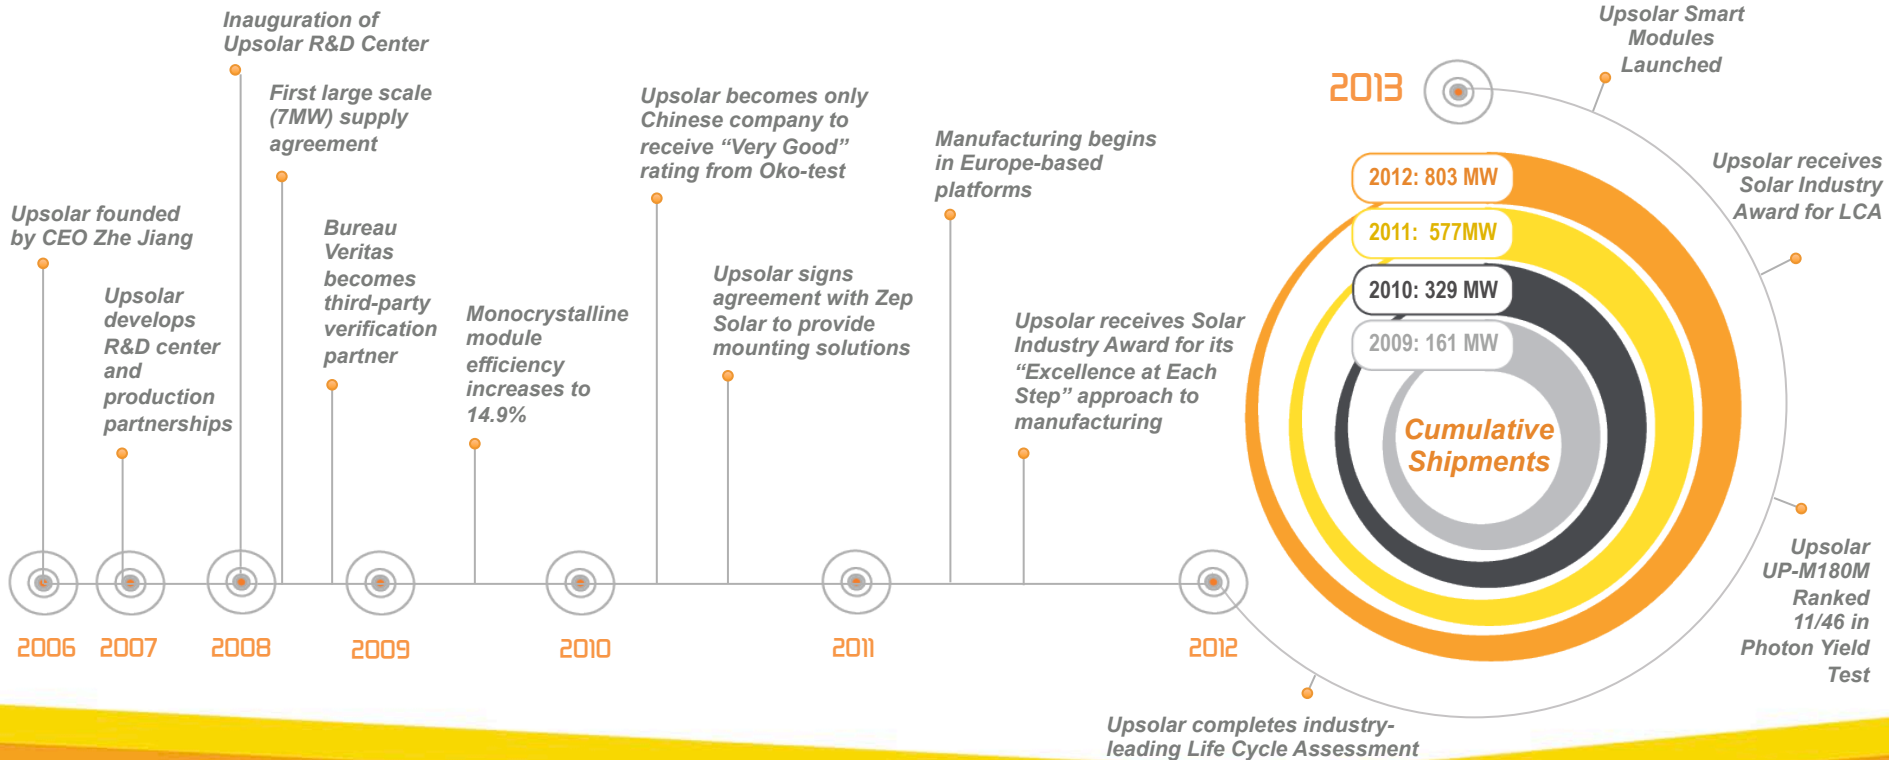 Inauguration of
Upsolar R&D Center
First large scale
(7MW) supply
agreement
Upsolar founded
by CEO Zhe Jiang
Upsolar
develops
R&D center
and
production
partnerships
Bureau
Veritas
becomes
third-party
verification
partner
Monocrystalline
module
efficiency
increases to
14.9%
Upsolar becomes only
Chinese company to
receive “Very Good”
rating from Oko-test
Upsolar signs
agreement with Zep
Solar to provide
mounting solutions
Manufacturing begins
in Europe-based
platforms
Upsolar receives Solar
Industry Award for its
“Excellence at Each
Step” approach to
manufacturing
2006
2007
2008
2009
2010
2011
2012
2013
Upsolar Smart
Modules
Launched
Upsolar receives
Solar Industry
Award for LCA
Upsolar
UP-M180M
Ranked
11/46 in
Photon Yield
Test
Upsolar completes industry-
leading Life Cycle Assessment
2012: 803 MW
2011: 577MW
2010: 329 MW
2009: 161 MW
Cumulative
Shipments